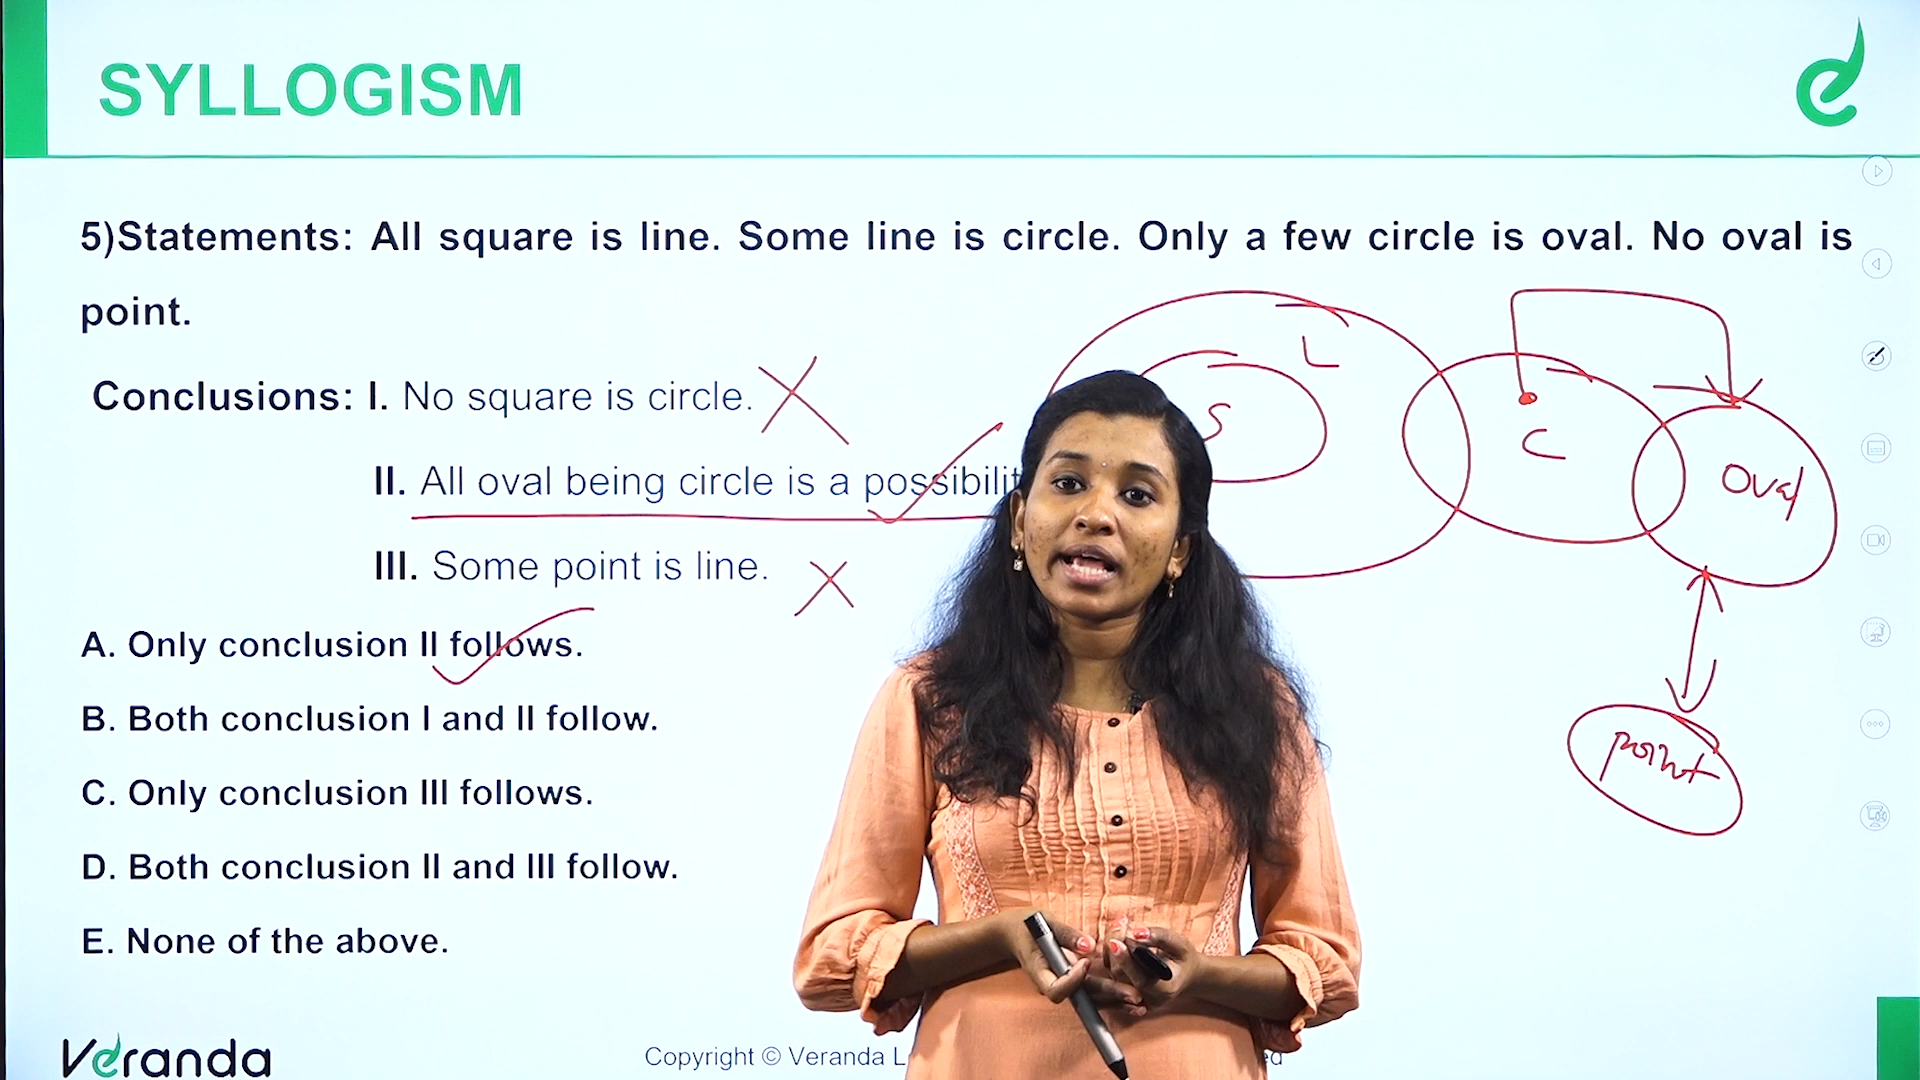 SYLLOGISM
5)Statements: All square is line. Some line is circle. Only a few circle is oval. No oval is
point.
Conclusions: I. No square is circle.
II. All oval being circle is a
III. Some point is line.
A. Only conclusion II follows.
B. Both conclusion I and II follow.
C. Only conclusion III follows.
D. Both conclusion II and III follow.
E. None of the above.
L
S
C
Oval
point
Veranda
Copyright © Veranda